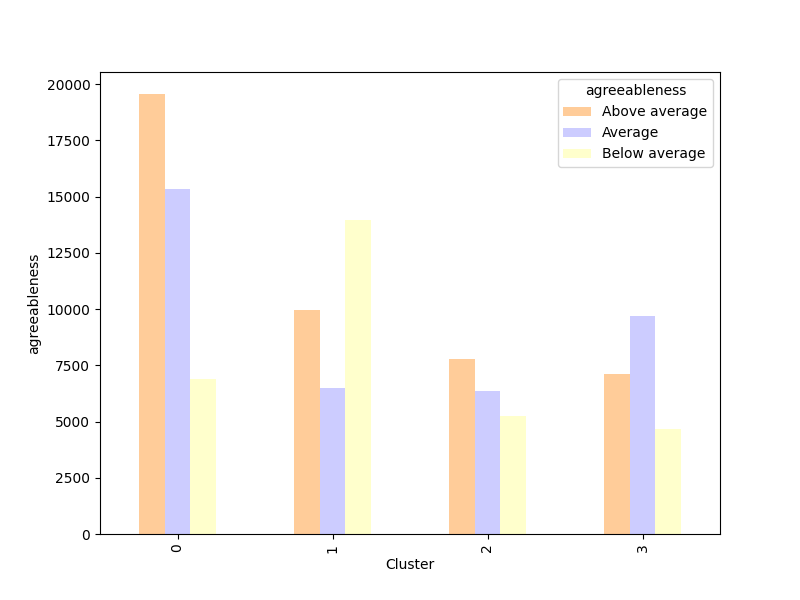 agreeableness
Above average
Average
Below average
20000
17500
15000
12500
10000
7500
5000
2500
0
agreeableness
0
1
2
3
Cluster